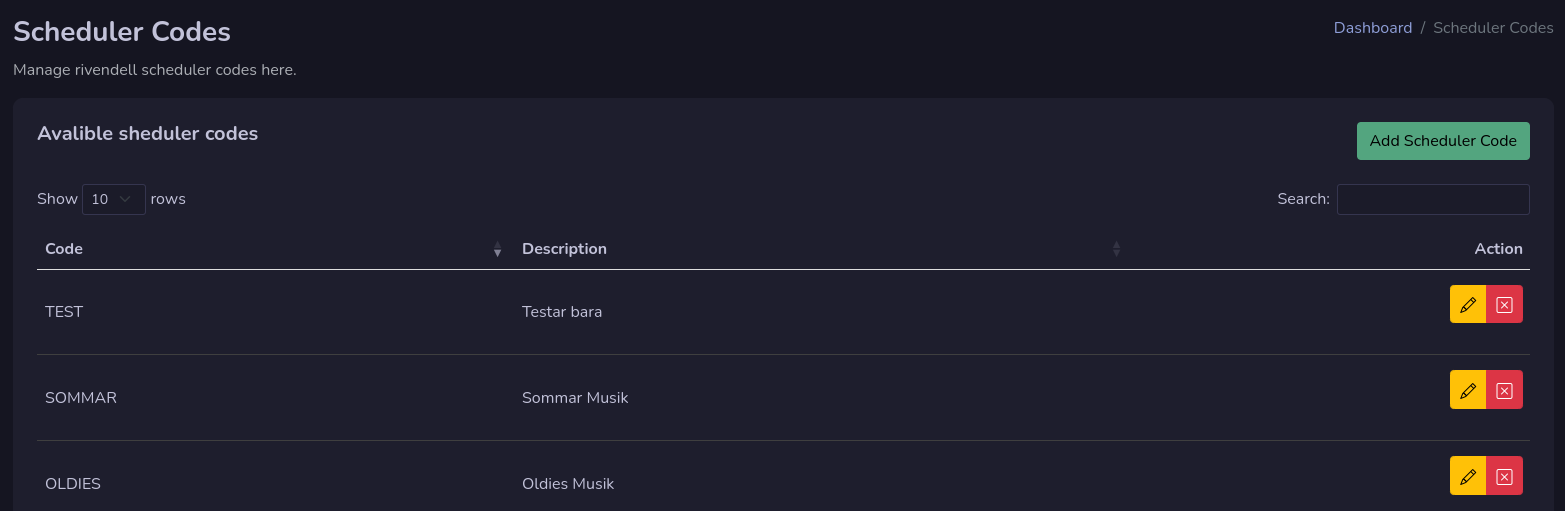 Scheduler Codes
Dashboard / Scheduler Codes
Manage rivendell scheduler codes here.
Avalible sheduler codes
Add Scheduler Code
Show 10 rows
Search:
Code Description Action
TEST Testar bara
SOMMAR Sommar Musik
OLDIES Oldies Musik